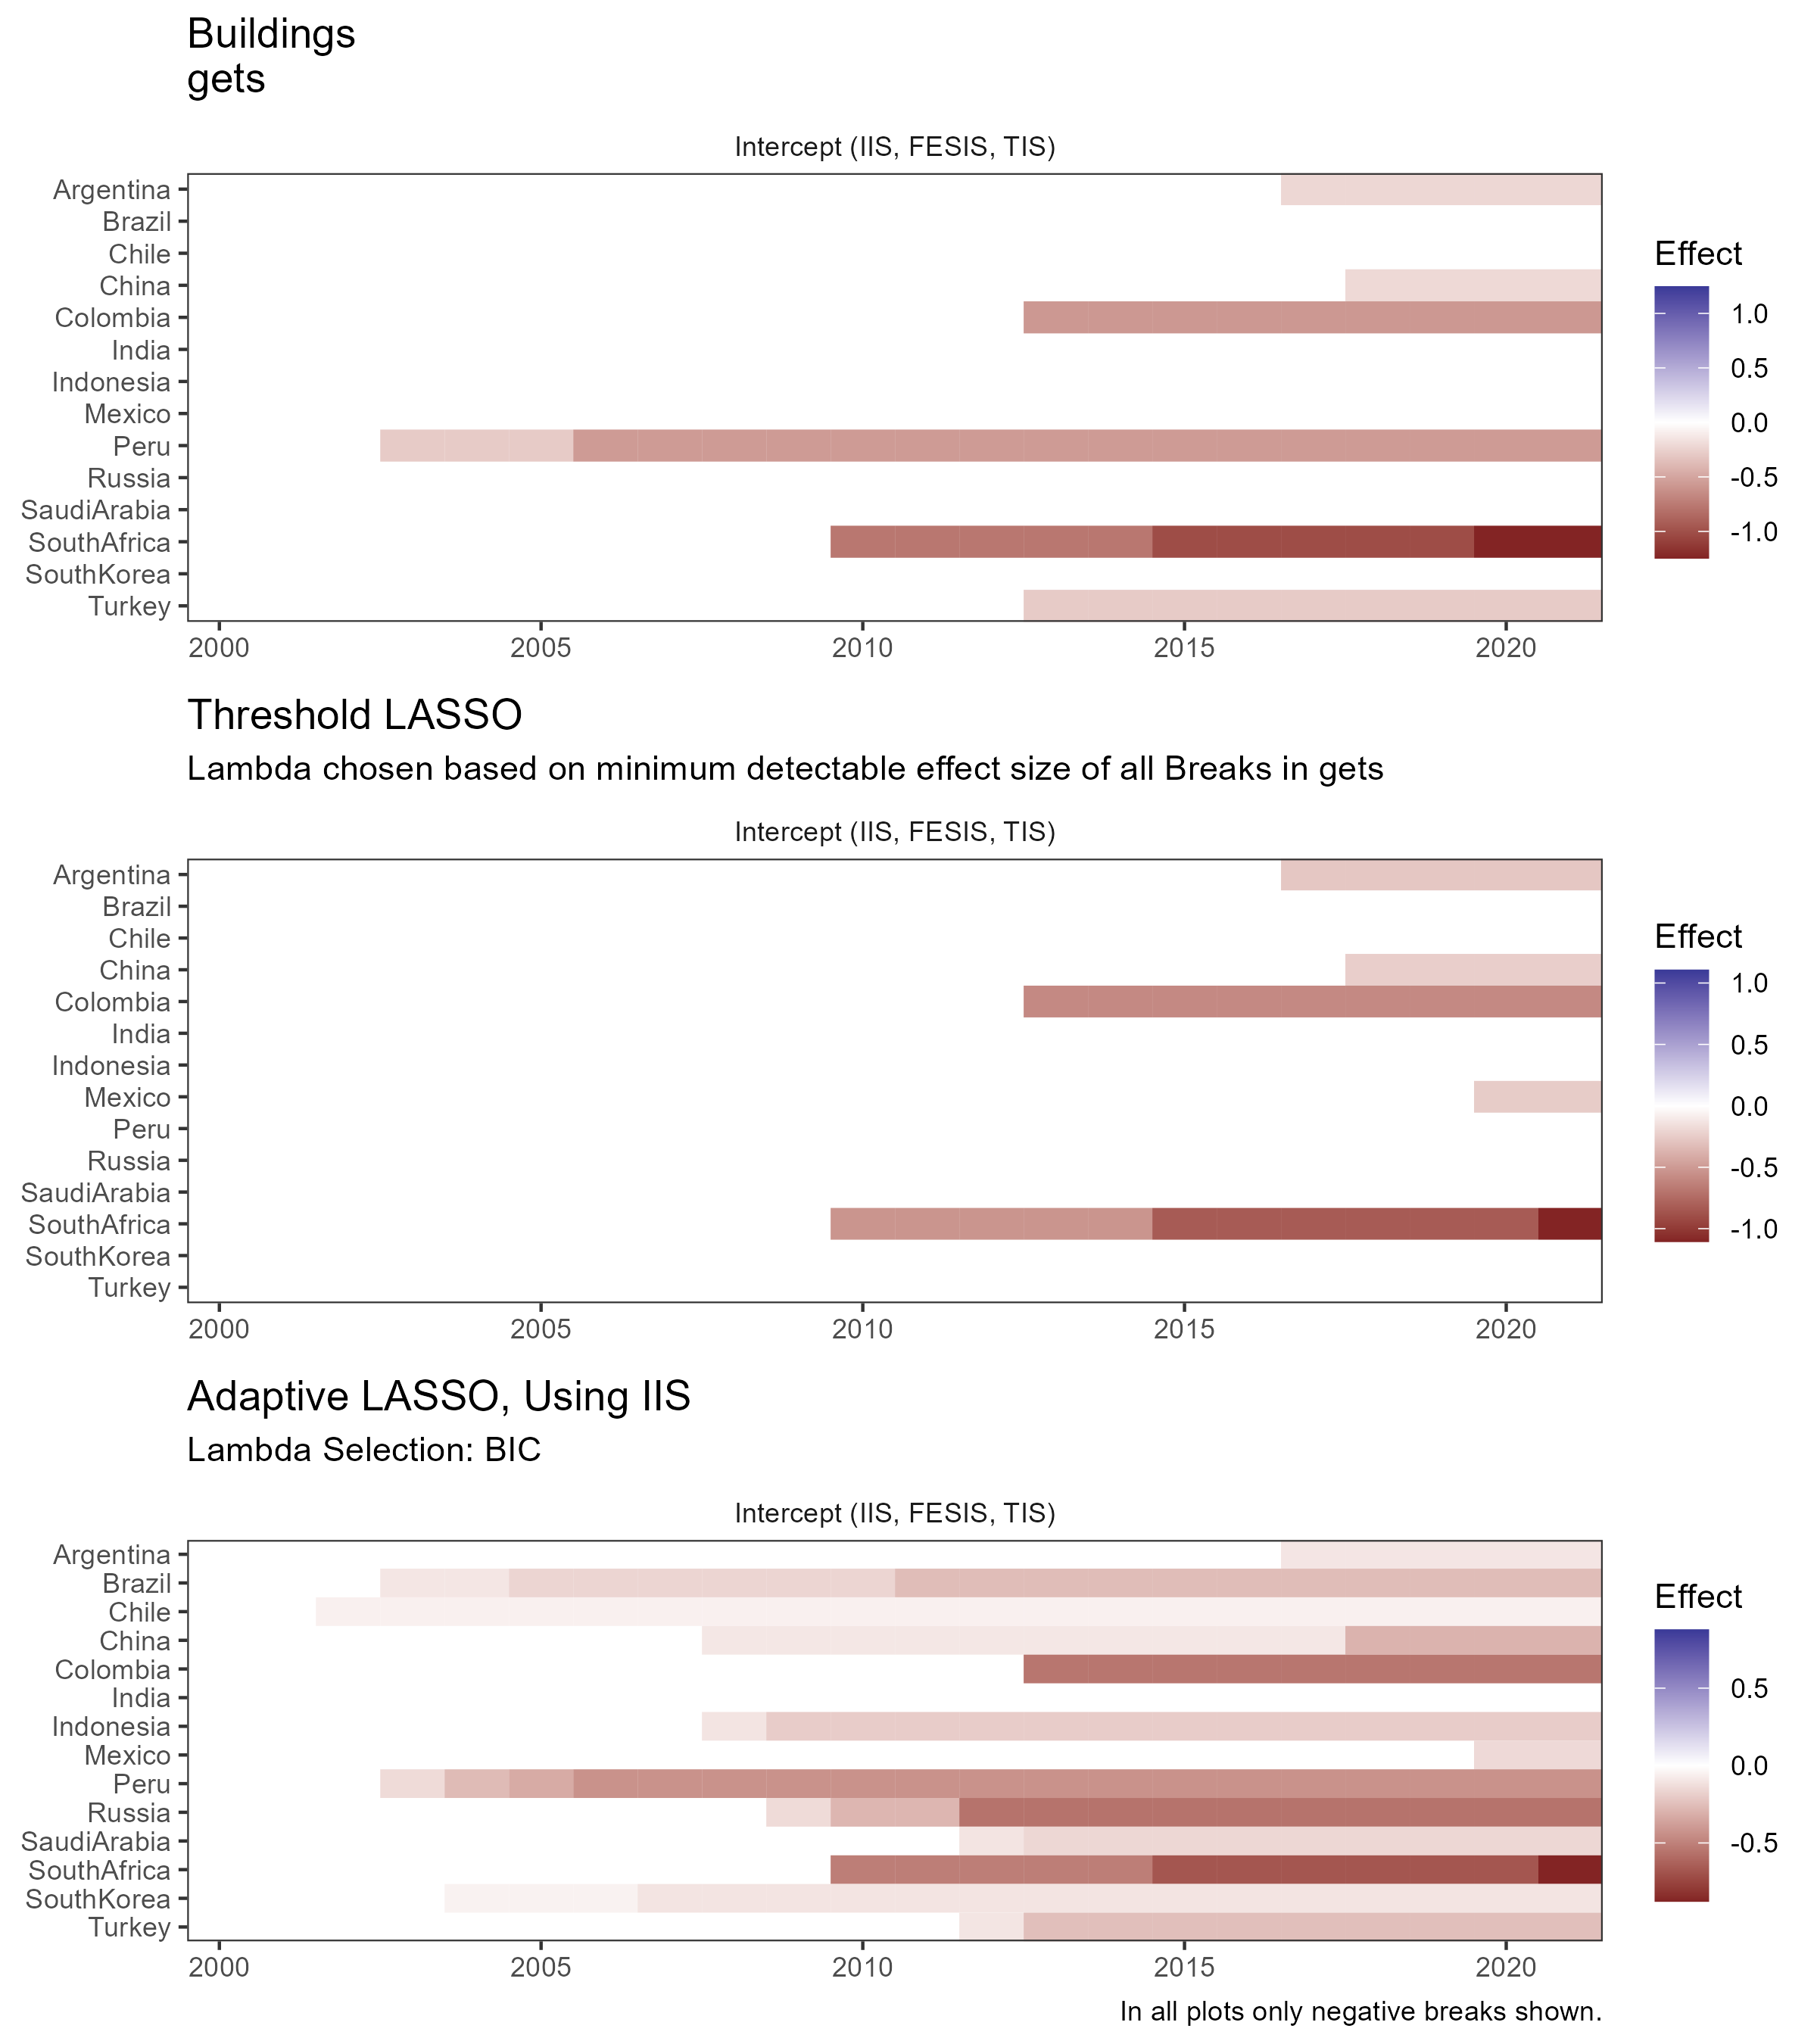 Buildings
gets
Intercept (IIS, FESIS, TIS)
Argentina
Brazil
Chile
China
Colombia
India
Indonesia
Mexico
Peru
Russia
SaudiArabia
SouthAfrica
SouthKorea
Turkey
2000 2005 2010 2015 2020
Effect
1.0
0.5
0.0
-0.5
-1.0
Threshold LASSO
Lambda chosen based on minimum detectable effect size of all Breaks in gets
Intercept (IIS, FESIS, TIS)
Argentina
Brazil
Chile
China
Colombia
India
Indonesia
Mexico
Peru
Russia
SaudiArabia
SouthAfrica
SouthKorea
Turkey
2000 2005 2010 2015 2020
Effect
1.0
0.5
0.0
-0.5
-1.0
Adaptive LASSO, Using IIS
Lambda Selection: BIC
Intercept (IIS, FESIS, TIS)
Argentina
Brazil
Chile
China
Colombia
India
Indonesia
Mexico
Peru
Russia
SaudiArabia
SouthAfrica
SouthKorea
Turkey
2000 2005 2010 2015 2020
Effect
0.5
0.0
-0.5
In all plots only negative breaks shown.